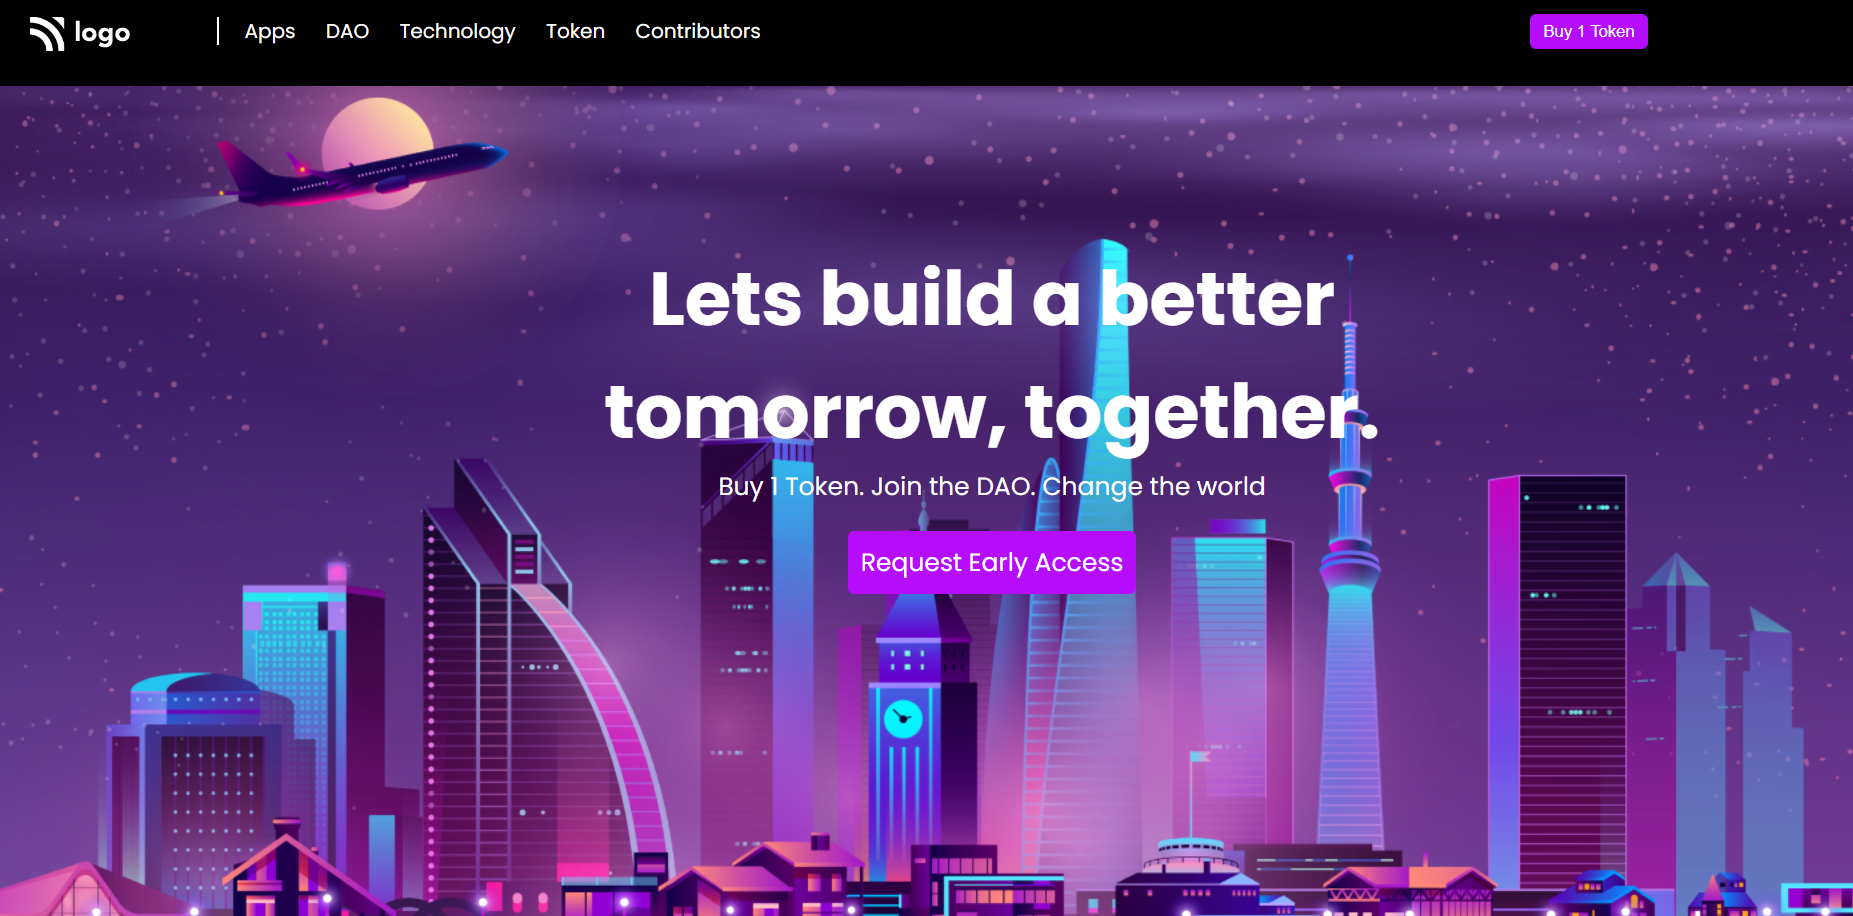 logo
Apps DAO Technology Token Contributors
Buy 1 Token
Lets build a better
tomorrow, together.
Buy 1 Token. Join the DAO. Change the world
Request Early Access